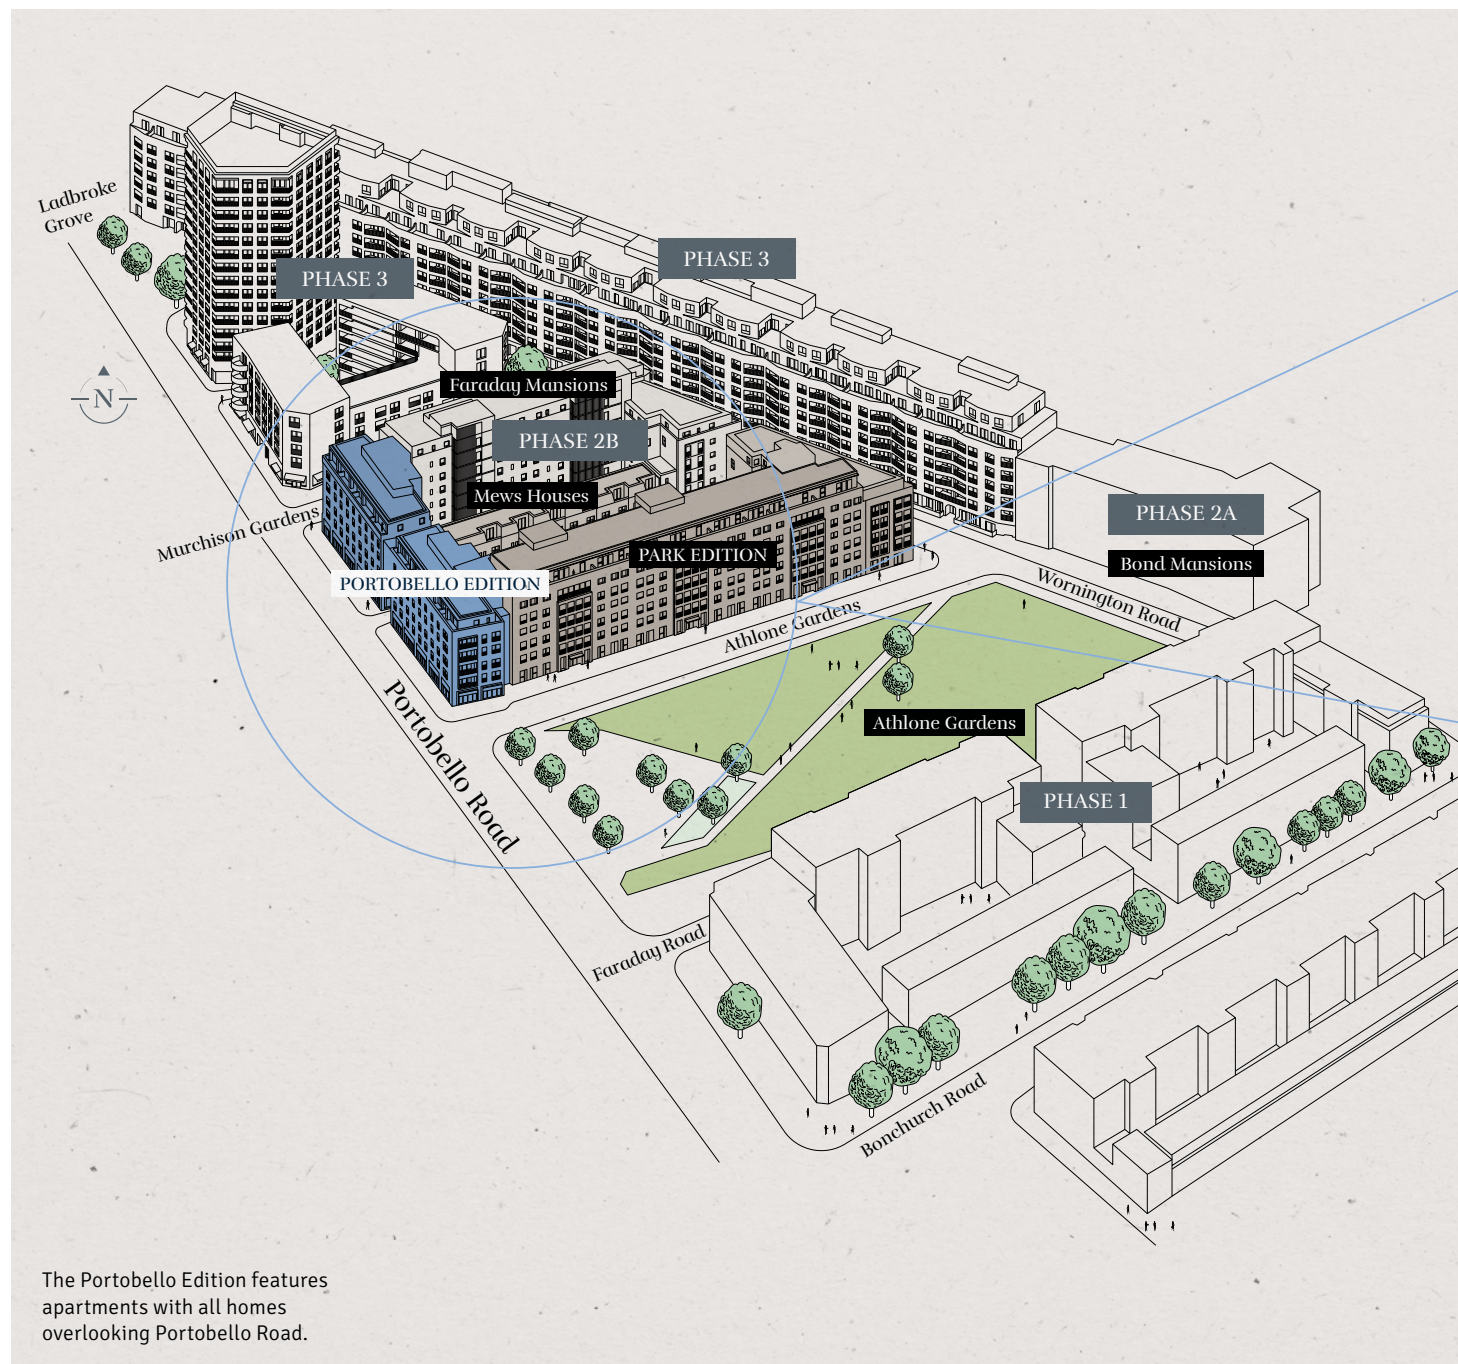 Ladbroke
Grove
PHASE 3
PHASE 3
N
Faraday Mansions
PHASE 2B
Mews Houses
Murchison Gardens
PARK EDITION
PORTOBELLO EDITION
PHASE 2A
Bond Mansions
Wornington Road
Athlone Gardens
Athlone Gardens
Portobello Road
PHASE 1
Faraday Road
Bonchurch Road
The Portobello Edition features
apartments with all homes
overlooking Portobello Road.